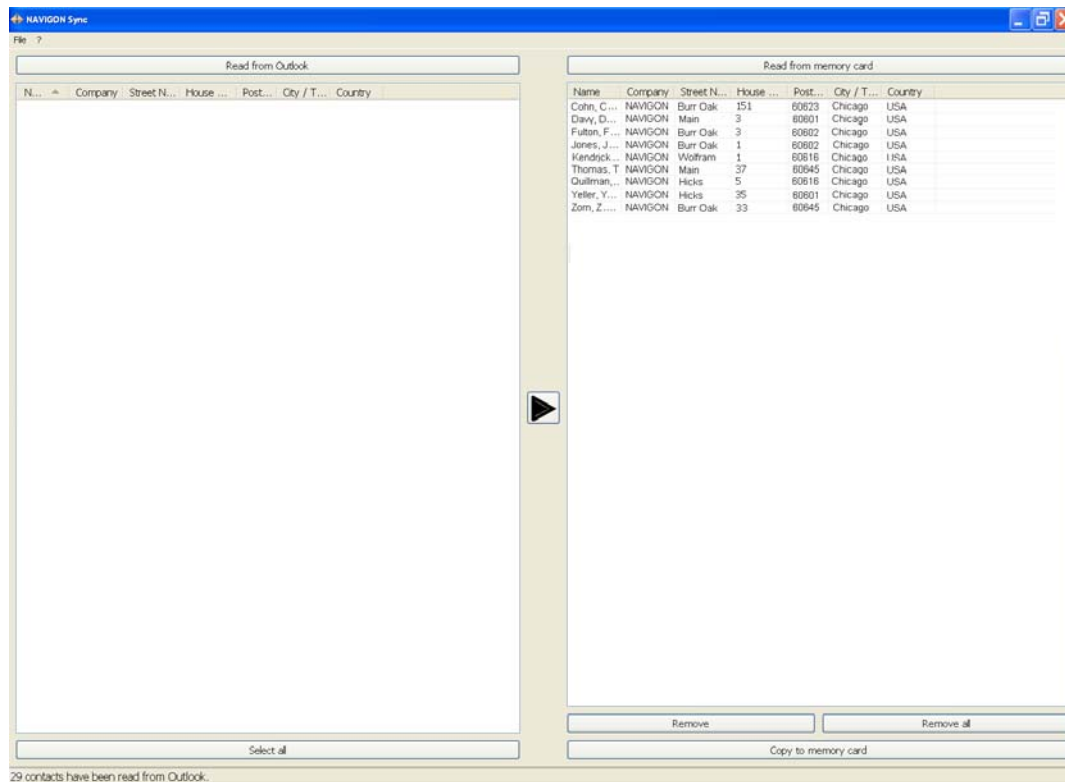 NAVIGON Sync
File ?
Read from Outlook
N... Company Street N... House ... Post... City / T... Country
Select all
Read from memory card
Name Company Street N... House ... Post... City / T... Country
Cohn, C... NAVIGON Burr Oak 151 60623 Chicago USA
Davy, D... NAVIGON Main 3 60601 Chicago USA
Fulton, F... NAVIGON Burr Oak 3 60602 Chicago USA
Jones, J... NAVIGON Burr Oak 1 60602 Chicago USA
Kendrick... NAVIGON Wolfram 1 60616 Chicago USA
Thomas, T NAVIGON Main 37 60645 Chicago USA
Quillman,... NAVIGON Hicks 5 60616 Chicago USA
Yeller, Y... NAVIGON Hicks 35 60601 Chicago USA
Zorn, Z.... NAVIGON Burr Oak 33 60645 Chicago USA
Remove Remove all
Copy to memory card
29 contacts have been read from Outlook.